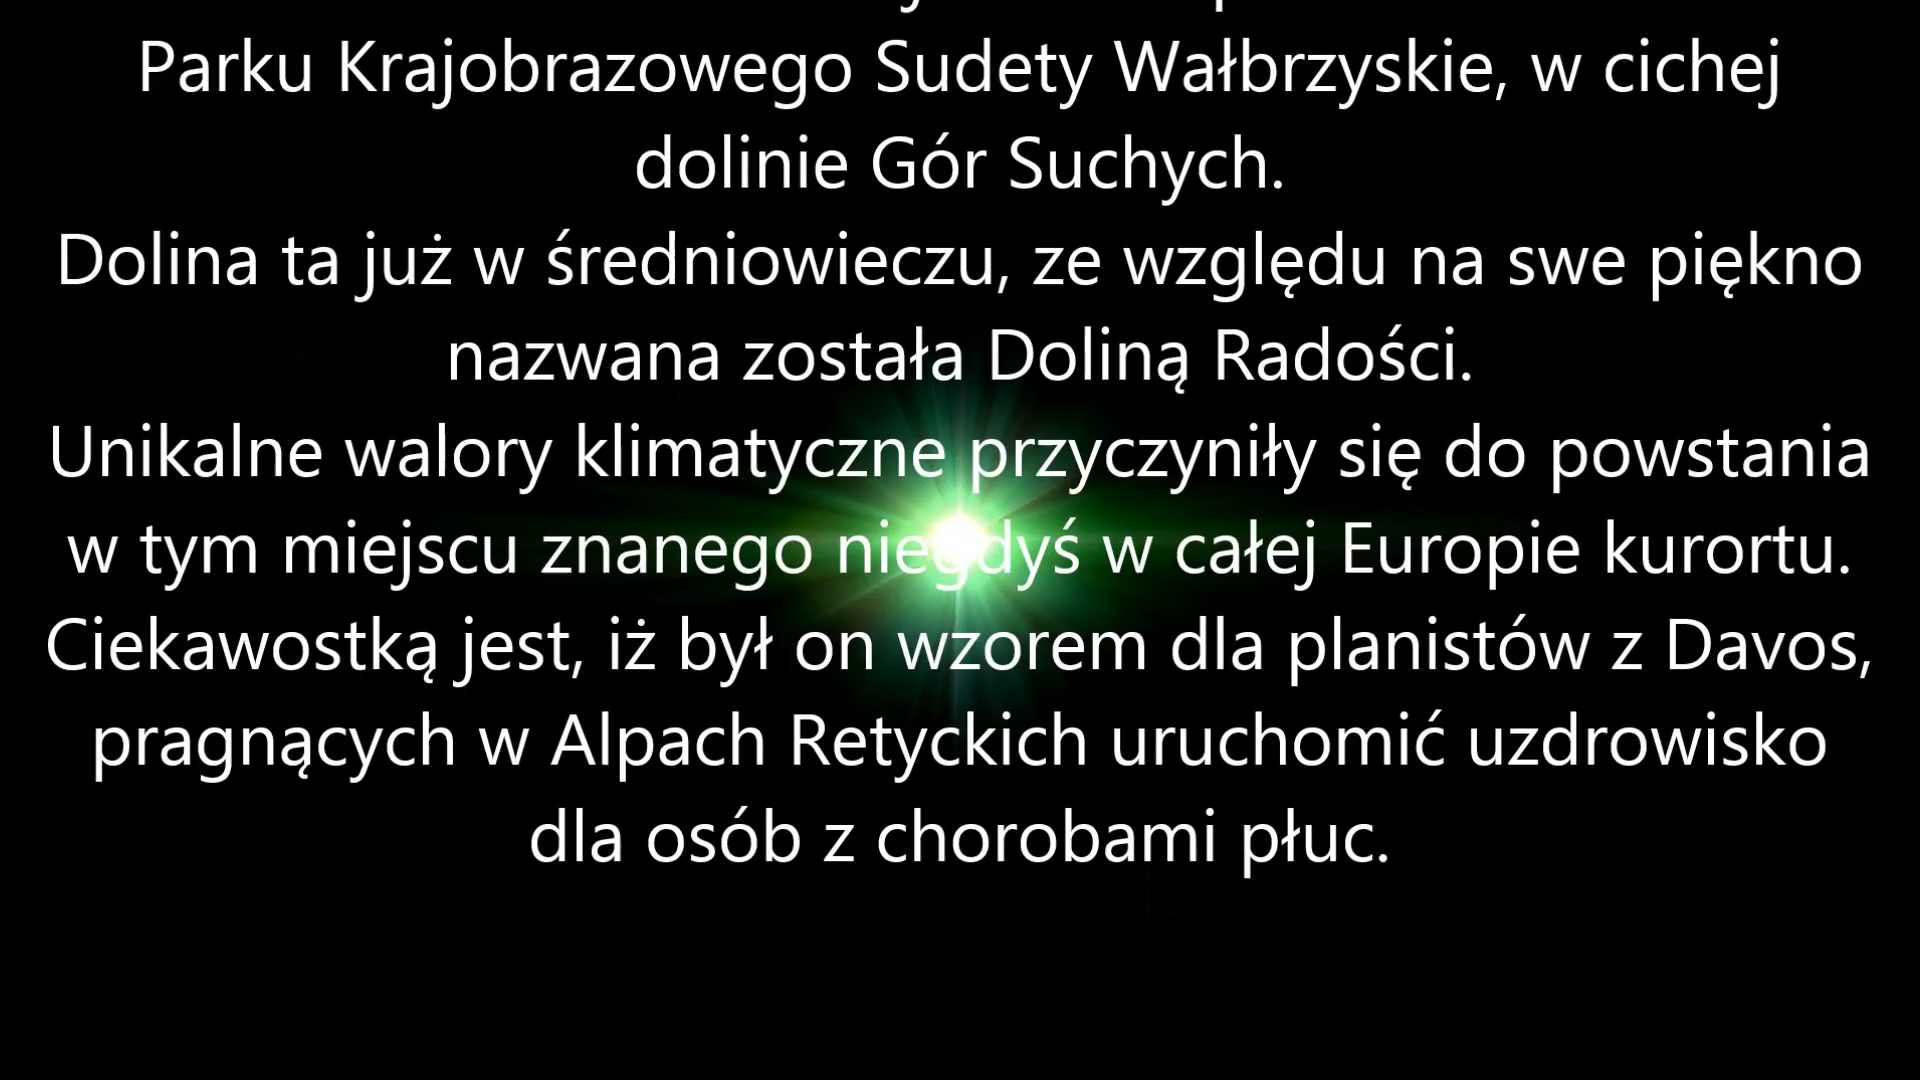 Parku Krajobrazowego Sudety Wałbrzyskie, w cichej
dolinie Gór Suchych.
Dolina ta już w średniowieczu, ze względu na swe piękno
nazwana została Doliną Radości.
Unikalne walory klimatyczne przyczyniły się do powstania
w tym miejscu znanego niegdyś w całej Europie kurortu.
Ciekawostką jest, iż był on wzorem dla planistów z Davos,
pragnących w Alpach Retyckich uruchomić uzdrowisko
dla osób z chorobami płuc.